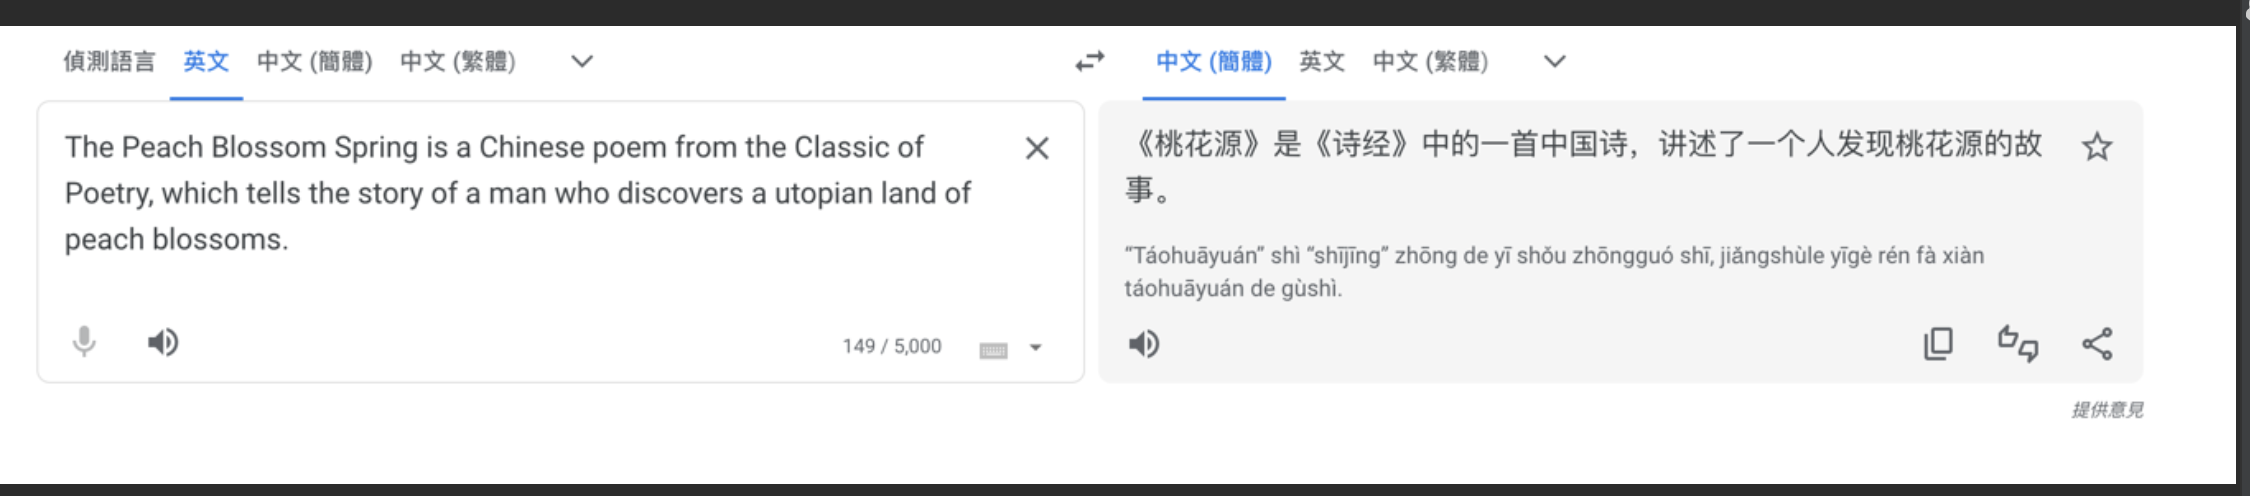 偵測語言 英文 中文 (簡體) 中文 (繁體)
中文 (簡體) 英文 中文 (繁體)
The Peach Blossom Spring is a Chinese poem from the Classic of
Poetry, which tells the story of a man who discovers a utopian land of
peach blossoms.
149 / 5,000
《桃花源》是《诗经》中的一首中国诗，讲述了一个人发现桃花源的故
事。
“Táohuāyuán” shì “shījīng” zhōng de yī shǒu zhōngguó shī, jiǎngshùle yīgè rén fà xiàn
táohuāyuán de gùshì.
提供意見